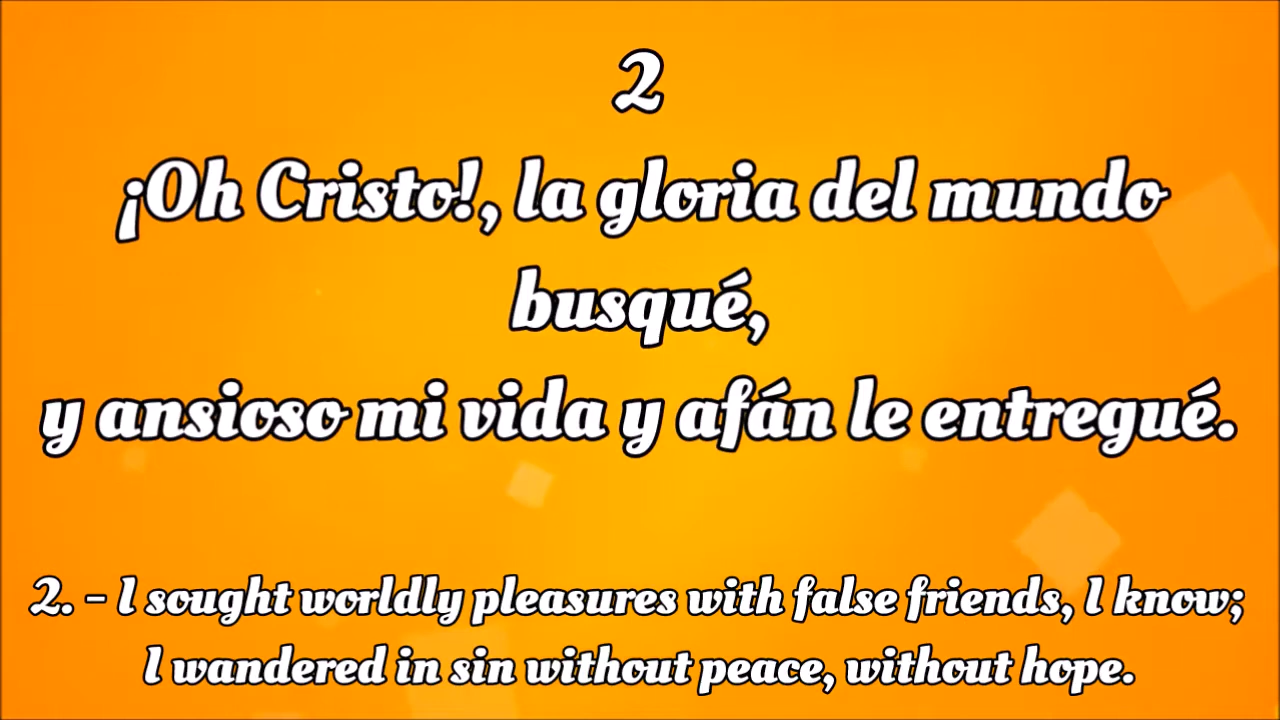 2
¡Oh Cristo!, la gloria del mundo
busqué,
y ansioso mi vida y afán le entregué.
2. - I sought worldly pleasures with false friends, I know;
I wandered in sin without peace, without hope.